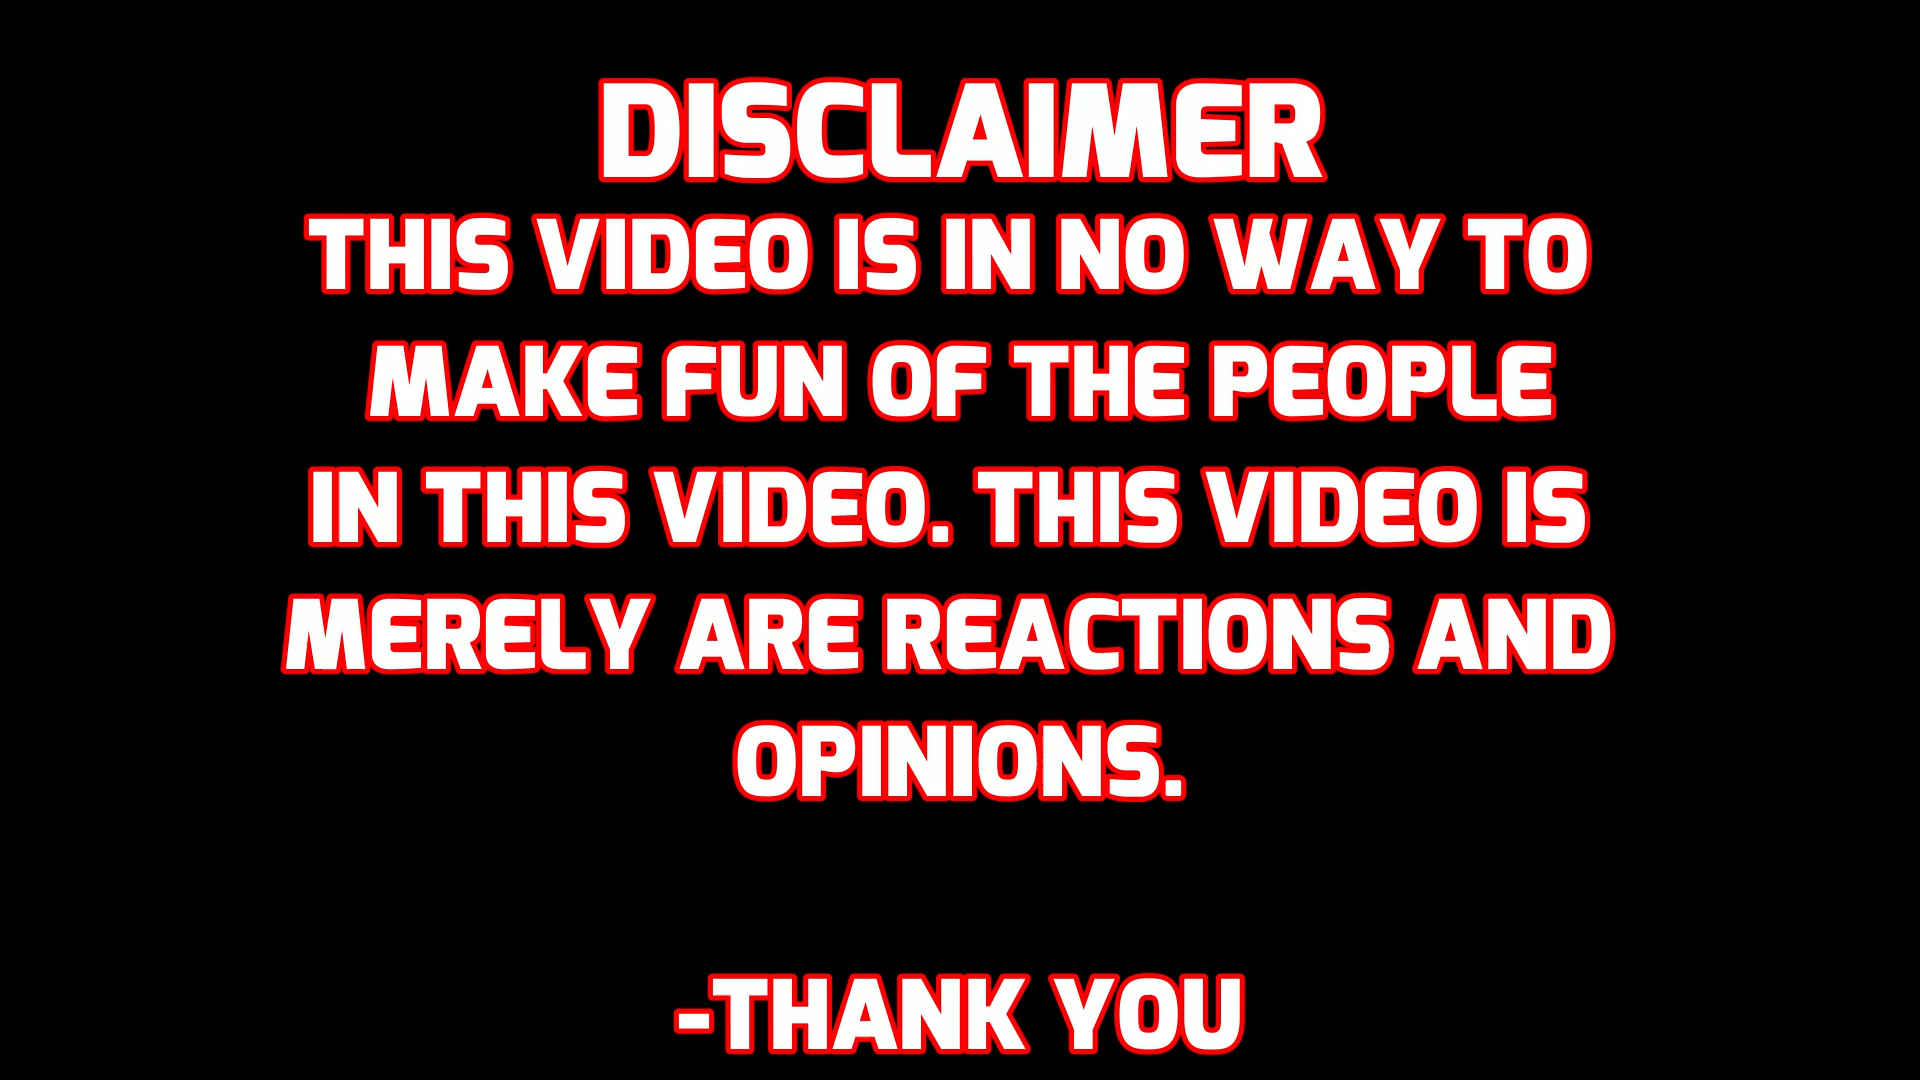 DISCLAIMER
THIS VIDEO IS IN NO WAY TO
MAKE FUN OF THE PEOPLE
IN THIS VIDEO. THIS VIDEO IS
MERELY ARE REACTIONS AND
OPINIONS.
-THANK YOU